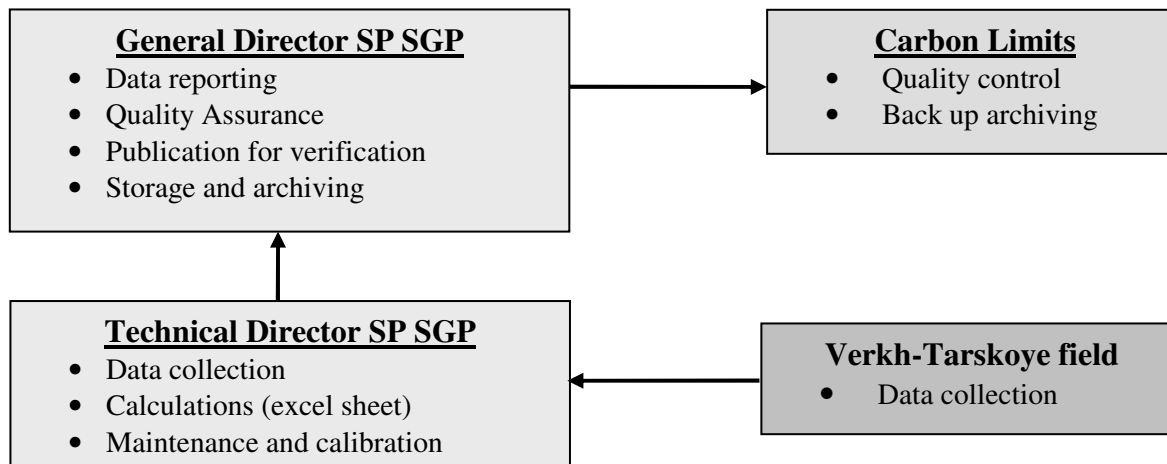 General Director SP SGP
• Data reporting
• Quality Assurance
• Publication for verification
• Storage and archiving
Carbon Limits
• Quality control
• Back up archiving
Technical Director SP SGP
• Data collection
• Calculations (excel sheet)
• Maintenance and calibration
Verkh-Tarskoye field
• Data collection